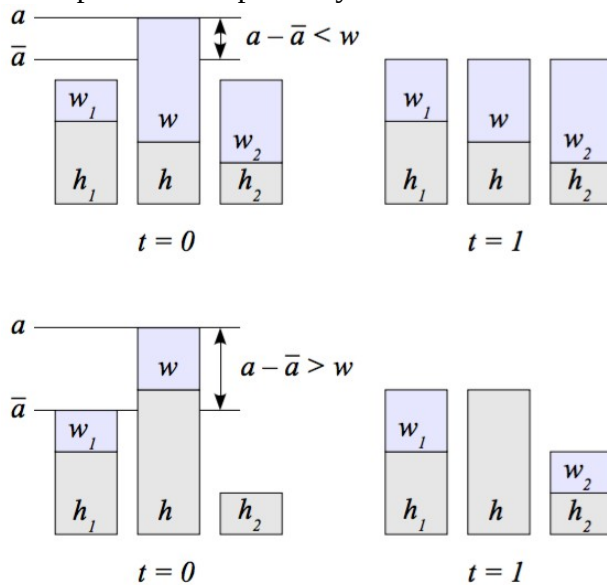 a
a̅
a − a̅ < w
w₁ w w₂
h₁ h h₂
w₁ w w₂
h₁ h h₂
t = 0 t = 1
a
a̅
a − a̅ > w
w
w₁
h₁ h h₂
w₁ w₂
h₁ h h₂
t = 0 t = 1